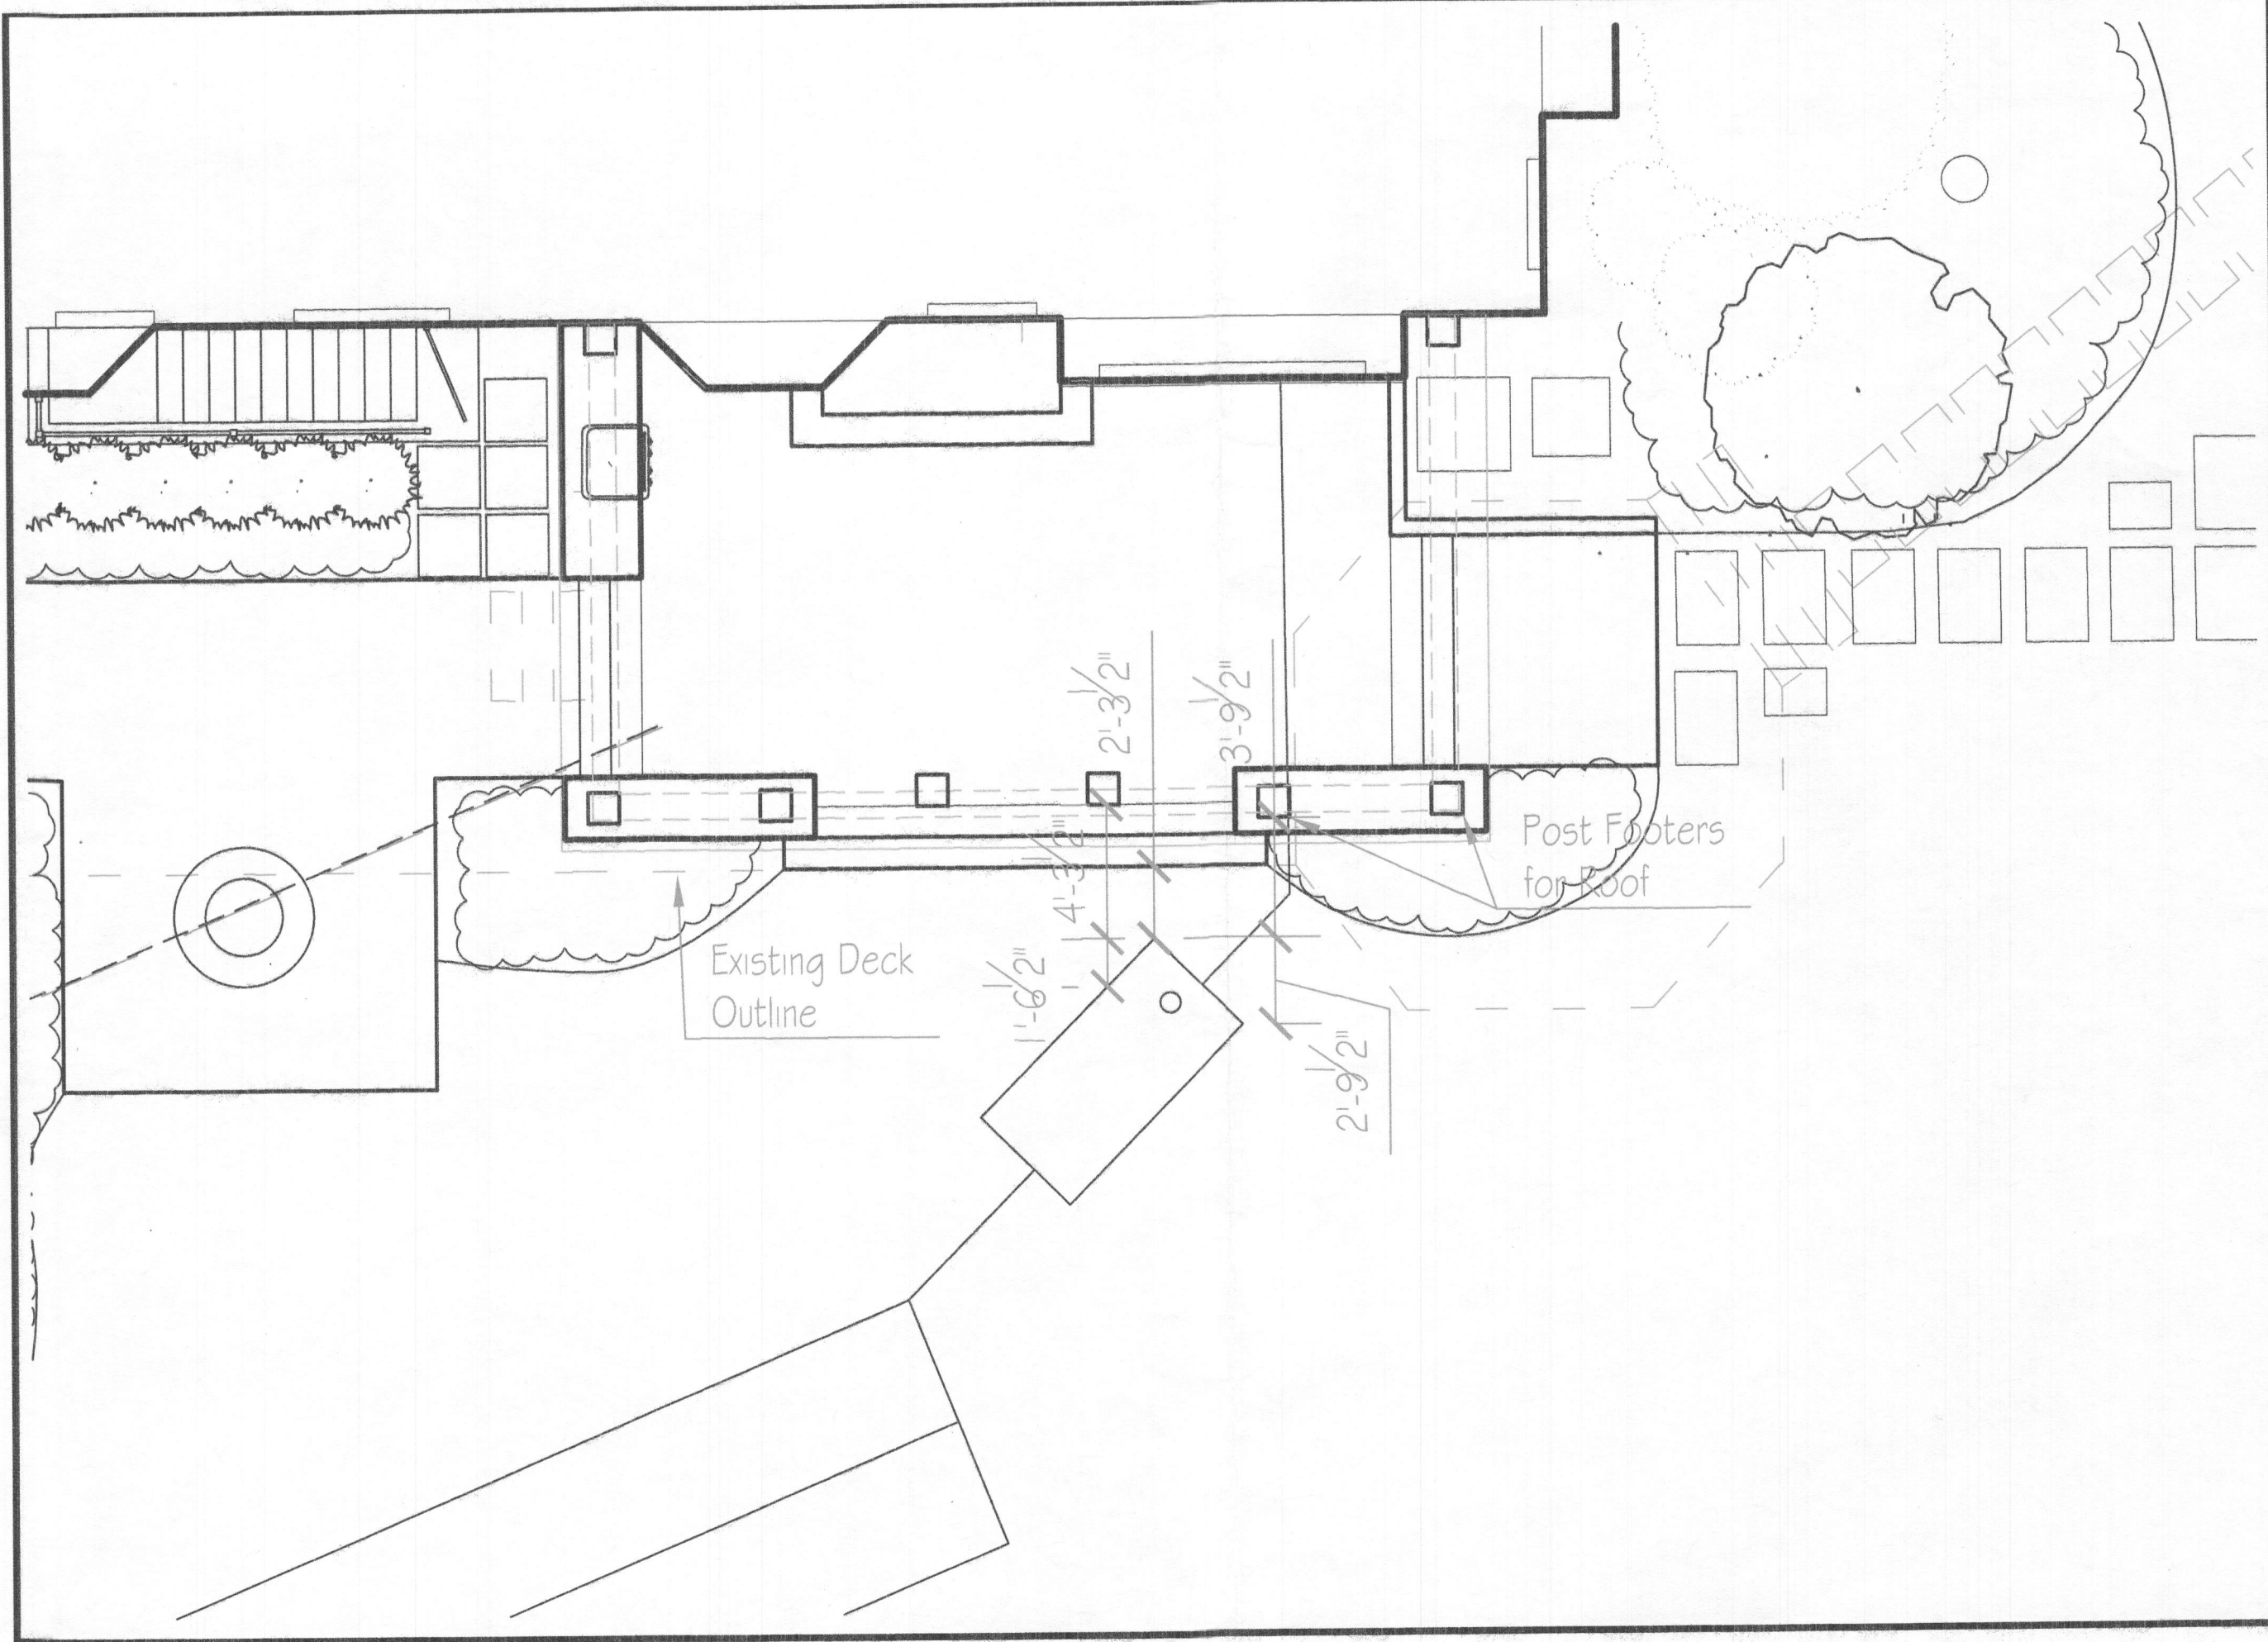 2'-3 1/2"
3'-9 1/2"
4'-3 1/2"
Post Footers
for Roof
Existing Deck
Outline
1'-6 1/2"
2'-9 1/2"